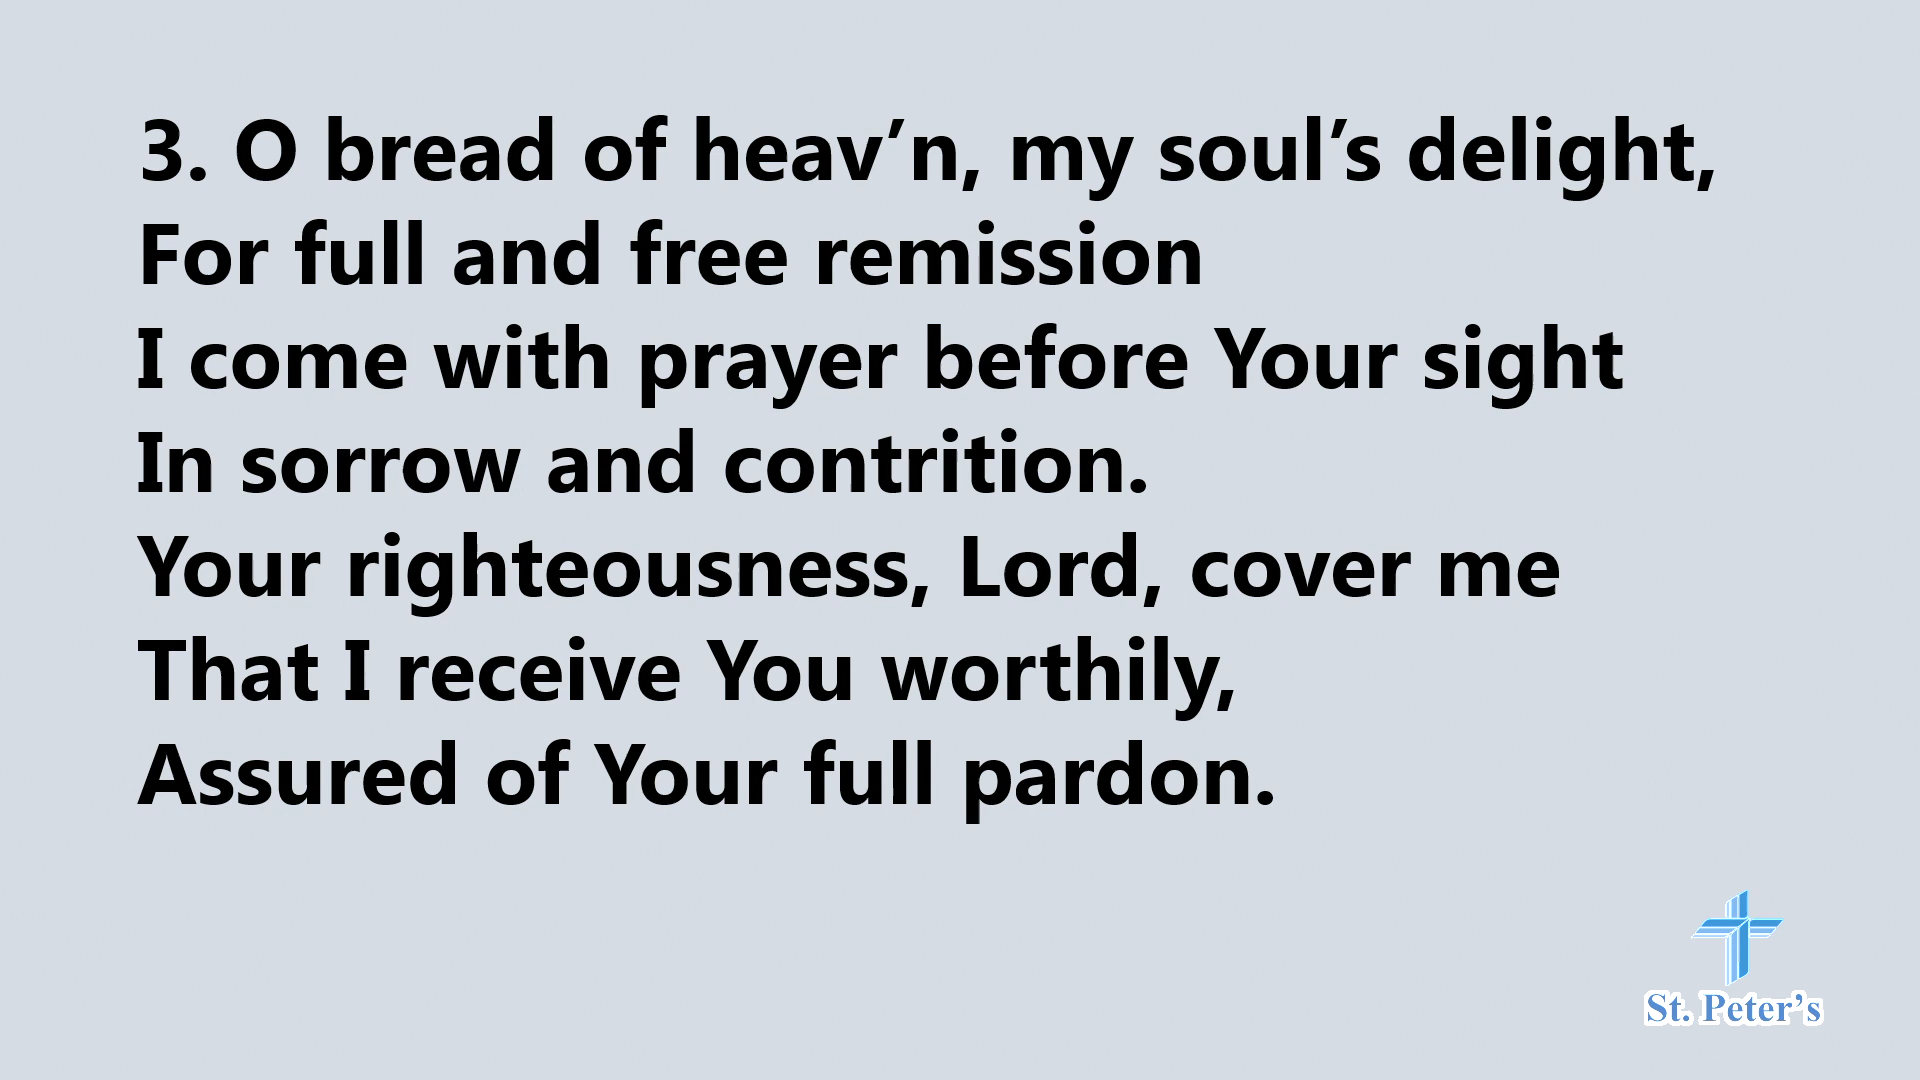 3. O bread of heav’n, my soul’s delight,
For full and free remission
I come with prayer before Your sight
In sorrow and contrition.
Your righteousness, Lord, cover me
That I receive You worthily,
Assured of Your full pardon.
St. Peter’s